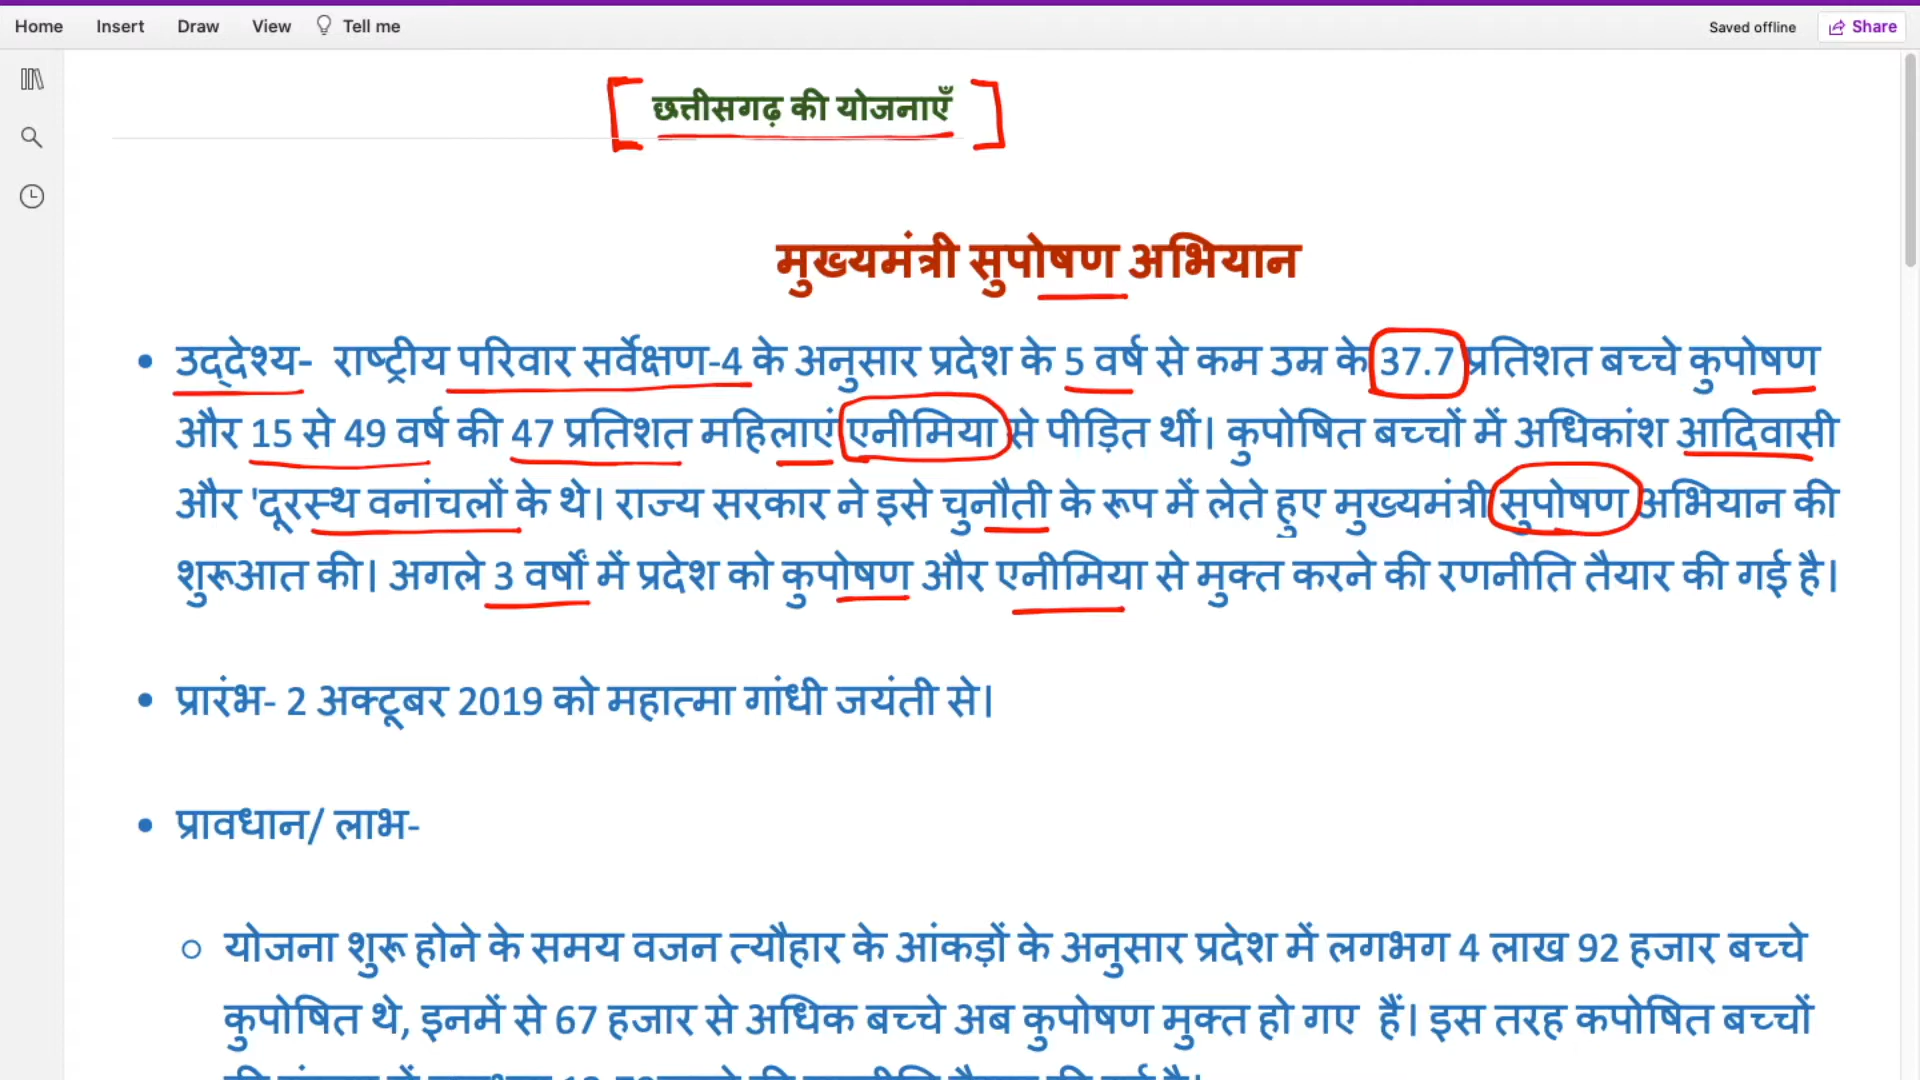 Home Insert Draw View Tell me Saved offline Share
छत्तीसगढ़ की योजनाएँ
मुख्यमंत्री सुपोषण अभियान
• उद्देश्य- राष्ट्रीय परिवार सर्वेक्षण-4 के अनुसार प्रदेश के 5 वर्ष से कम उम्र के 37.7 प्रतिशत बच्चे कुपोषण
और 15 से 49 वर्ष की 47 प्रतिशत महिलाएं एनीमिया से पीड़ित थीं। कुपोषित बच्चों में अधिकांश आदिवासी
और 'दूरस्थ वनांचलों के थे। राज्य सरकार ने इसे चुनौती के रूप में लेते हुए मुख्यमंत्री सुपोषण अभियान की
शुरूआत की। अगले 3 वर्षों में प्रदेश को कुपोषण और एनीमिया से मुक्त करने की रणनीति तैयार की गई है।
• प्रारंभ- 2 अक्टूबर 2019 को महात्मा गांधी जयंती से।
• प्रावधान/ लाभ-
○ योजना शुरू होने के समय वजन त्यौहार के आंकड़ों के अनुसार प्रदेश में लगभग 4 लाख 92 हजार बच्चे
कुपोषित थे, इनमें से 67 हजार से अधिक बच्चे अब कुपोषण मुक्त हो गए हैं। इस तरह कपोषित बच्चों